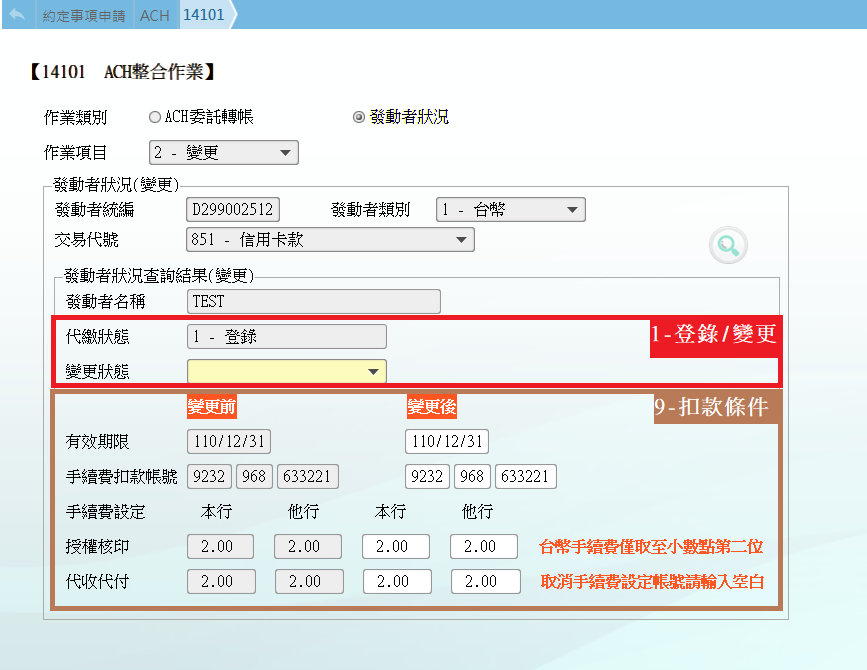 約定事項申請 ACH 14101
【14101 ACH整合作業】
作業類別 ACH委託轉帳 發動者狀況
作業項目 2 - 變更
發動者狀況(變更)
發動者統編 D299002512 發動者類別 1 - 台幣
交易代號 851 - 信用卡款
發動者狀況查詢結果(變更)
發動者名稱 TEST
代繳狀態 1 - 登錄 1-登錄/變更
變更狀態
變更前 變更後 9-扣款條件
有效期限 110/12/31 110/12/31
手續費扣款帳號 9232 968 633221 9232 968 633221
手續費設定 本行 他行 本行 他行
授權核印 2.00 2.00 2.00 2.00 台幣手續費僅取至小數點第二位
代收代付 2.00 2.00 2.00 2.00 取消手續費設定帳號請輸入空白